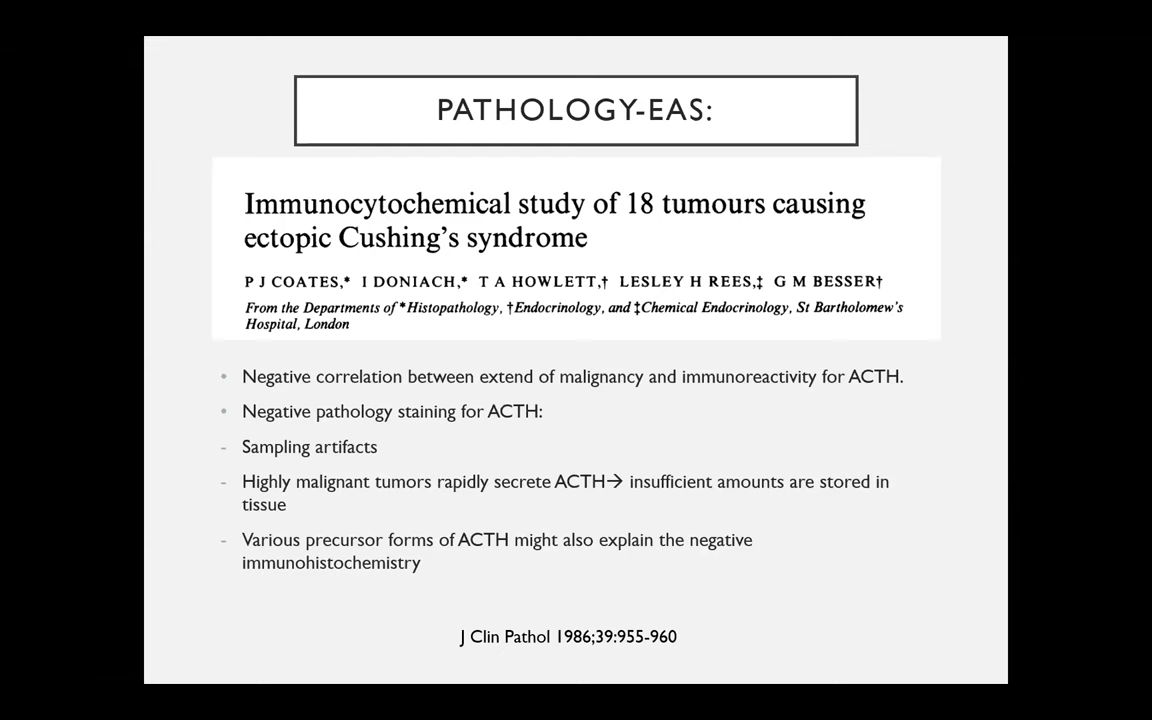 PATHOLOGY-EAS:
Immunocytochemical study of 18 tumours causing
ectopic Cushing's syndrome
P J COATES,* I DONIACH,* T A HOWLETT,† LESLEY H REES,‡ G M BESSER†
From the Departments of *Histopathology, †Endocrinology, and ‡Chemical Endocrinology, St Bartholomew's
Hospital, London
• Negative correlation between extend of malignancy and immunoreactivity for ACTH.
• Negative pathology staining for ACTH:
- Sampling artifacts
- Highly malignant tumors rapidly secrete ACTH→ insufficient amounts are stored in
tissue
- Various precursor forms of ACTH might also explain the negative
immunohistochemistry
J Clin Pathol 1986;39:955-960